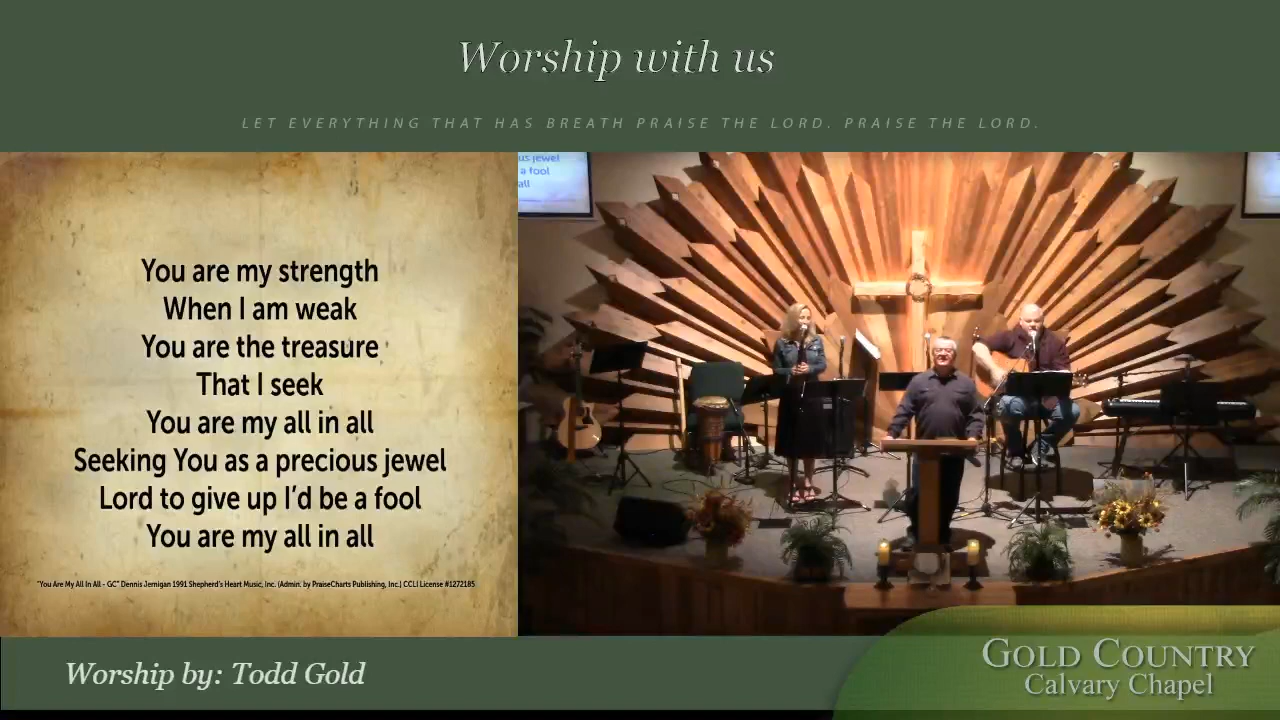 Worship with us
LET EVERYTHING THAT HAS BREATH PRAISE THE LORD. PRAISE THE LORD.
us jewel
a fool
all
You are my strength
When I am weak
You are the treasure
That I seek
You are my all in all
Seeking You as a precious jewel
Lord to give up I'd be a fool
You are my all in all
"You Are My All In All - GC" Dennis Jernigan 1991 Shepherd's Heart Music, Inc. (Admin. by PraiseCharts Publishing, Inc.) CCLI License #1272185
Worship by: Todd Gold
GOLD COUNTRY
Calvary Chapel